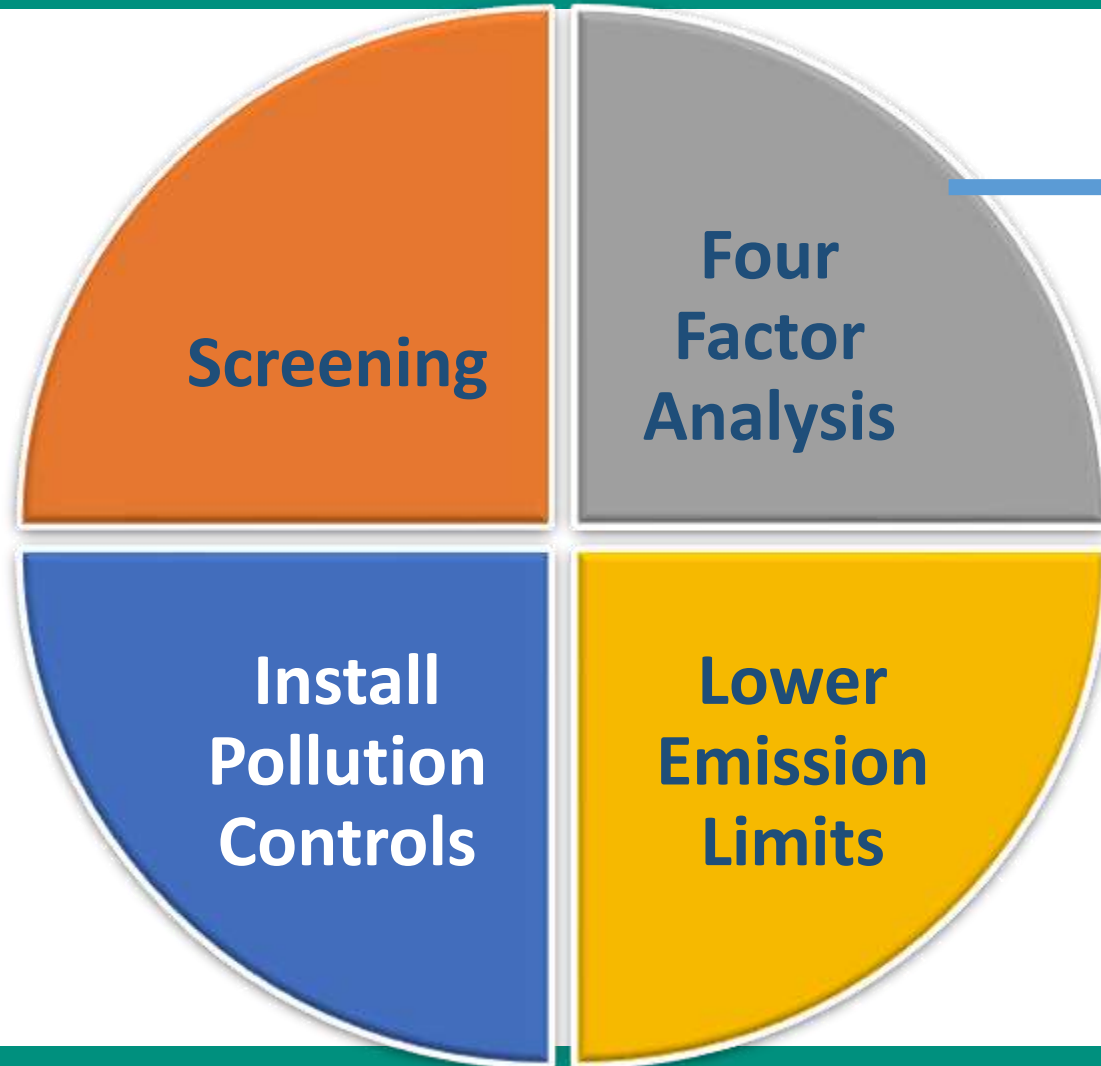 Screening
Four
Factor
Analysis
Install
Pollution
Controls
Lower
Emission
Limits